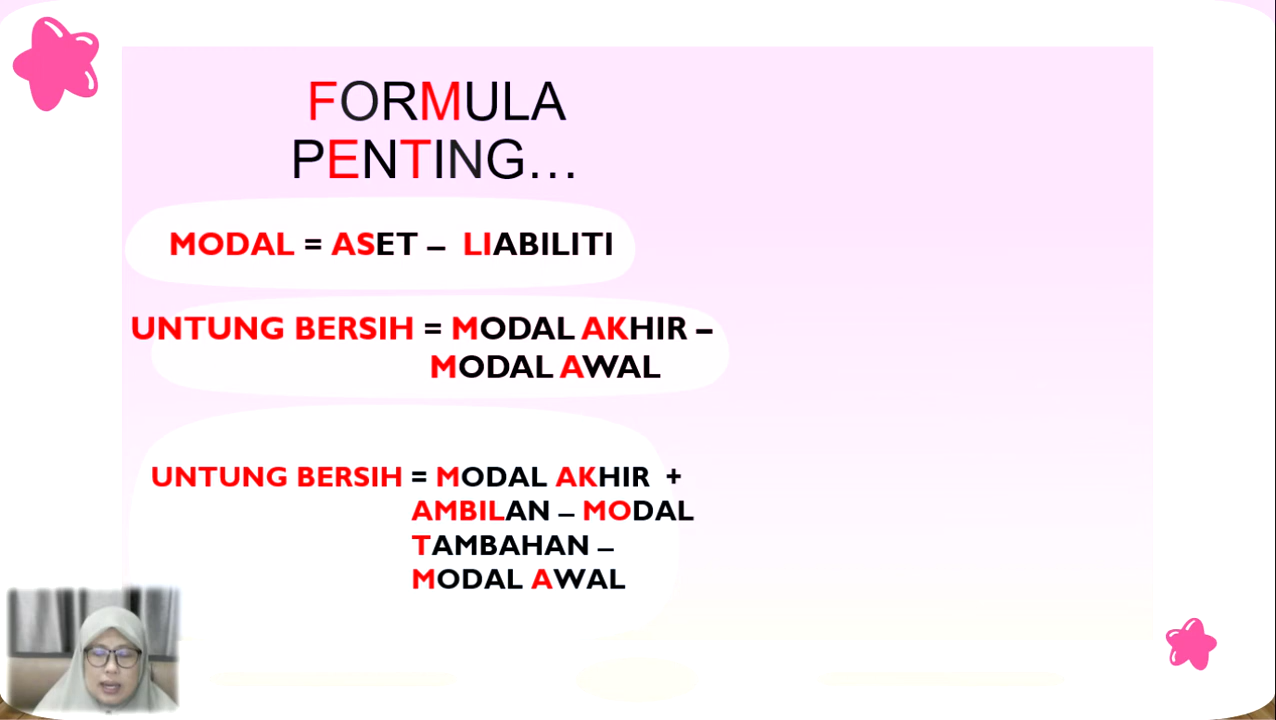 FORMULA
PENTING...
MODAL = ASET – LIABILITI
UNTUNG BERSIH = MODAL AKHIR –
MODAL AWAL
UNTUNG BERSIH = MODAL AKHIR +
AMBILAN – MODAL
TAMBAHAN –
MODAL AWAL